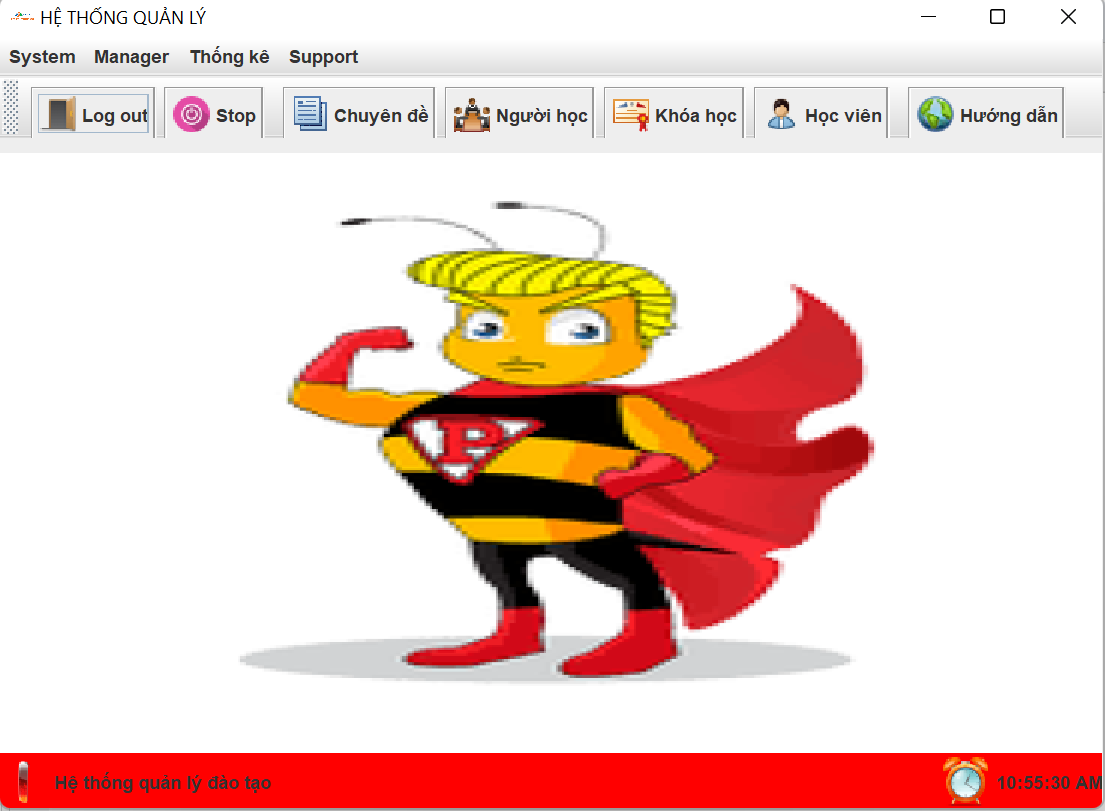 HỆ THỐNG QUẢN LÝ
System Manager Thống kê Support
Log out Stop Chuyên đề Người học Khóa học Học viên Hướng dẫn
P
Hệ thống quản lý đào tạo 10:55:30 AM